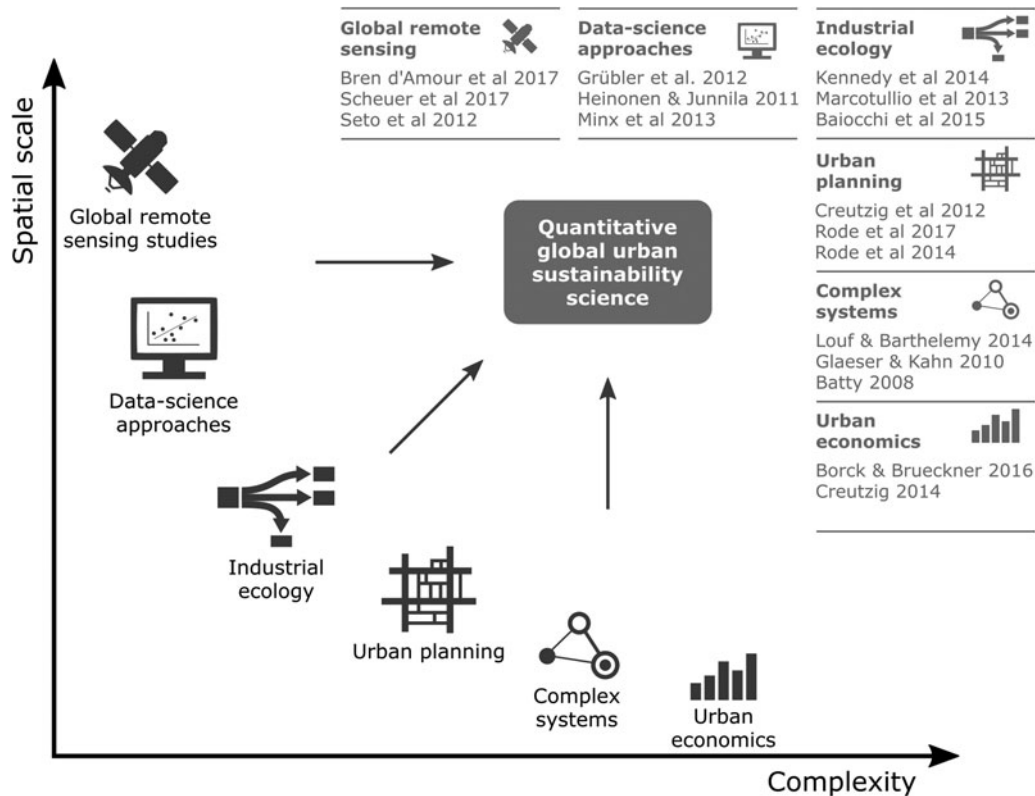 Global remote
sensing
Bren d'Amour et al 2017
Scheuer et al 2017
Seto et al 2012
Data-science
approaches
Grübler et al. 2012
Heinonen & Junnila 2011
Minx et al 2013
Industrial
ecology
Kennedy et al 2014
Marcotullio et al 2013
Baiocchi et al 2015
Urban
planning
Creutzig et al 2012
Rode et al 2017
Rode et al 2014
Complex
systems
Louf & Barthelemy 2014
Glaeser & Kahn 2010
Batty 2008
Urban
economics
Borck & Brueckner 2016
Creutzig 2014
Spatial scale
Global remote
sensing studies
Quantitative
global urban
sustainability
science
Data-science
approaches
Industrial
ecology
Urban planning
Complex
systems
Urban
economics
Complexity